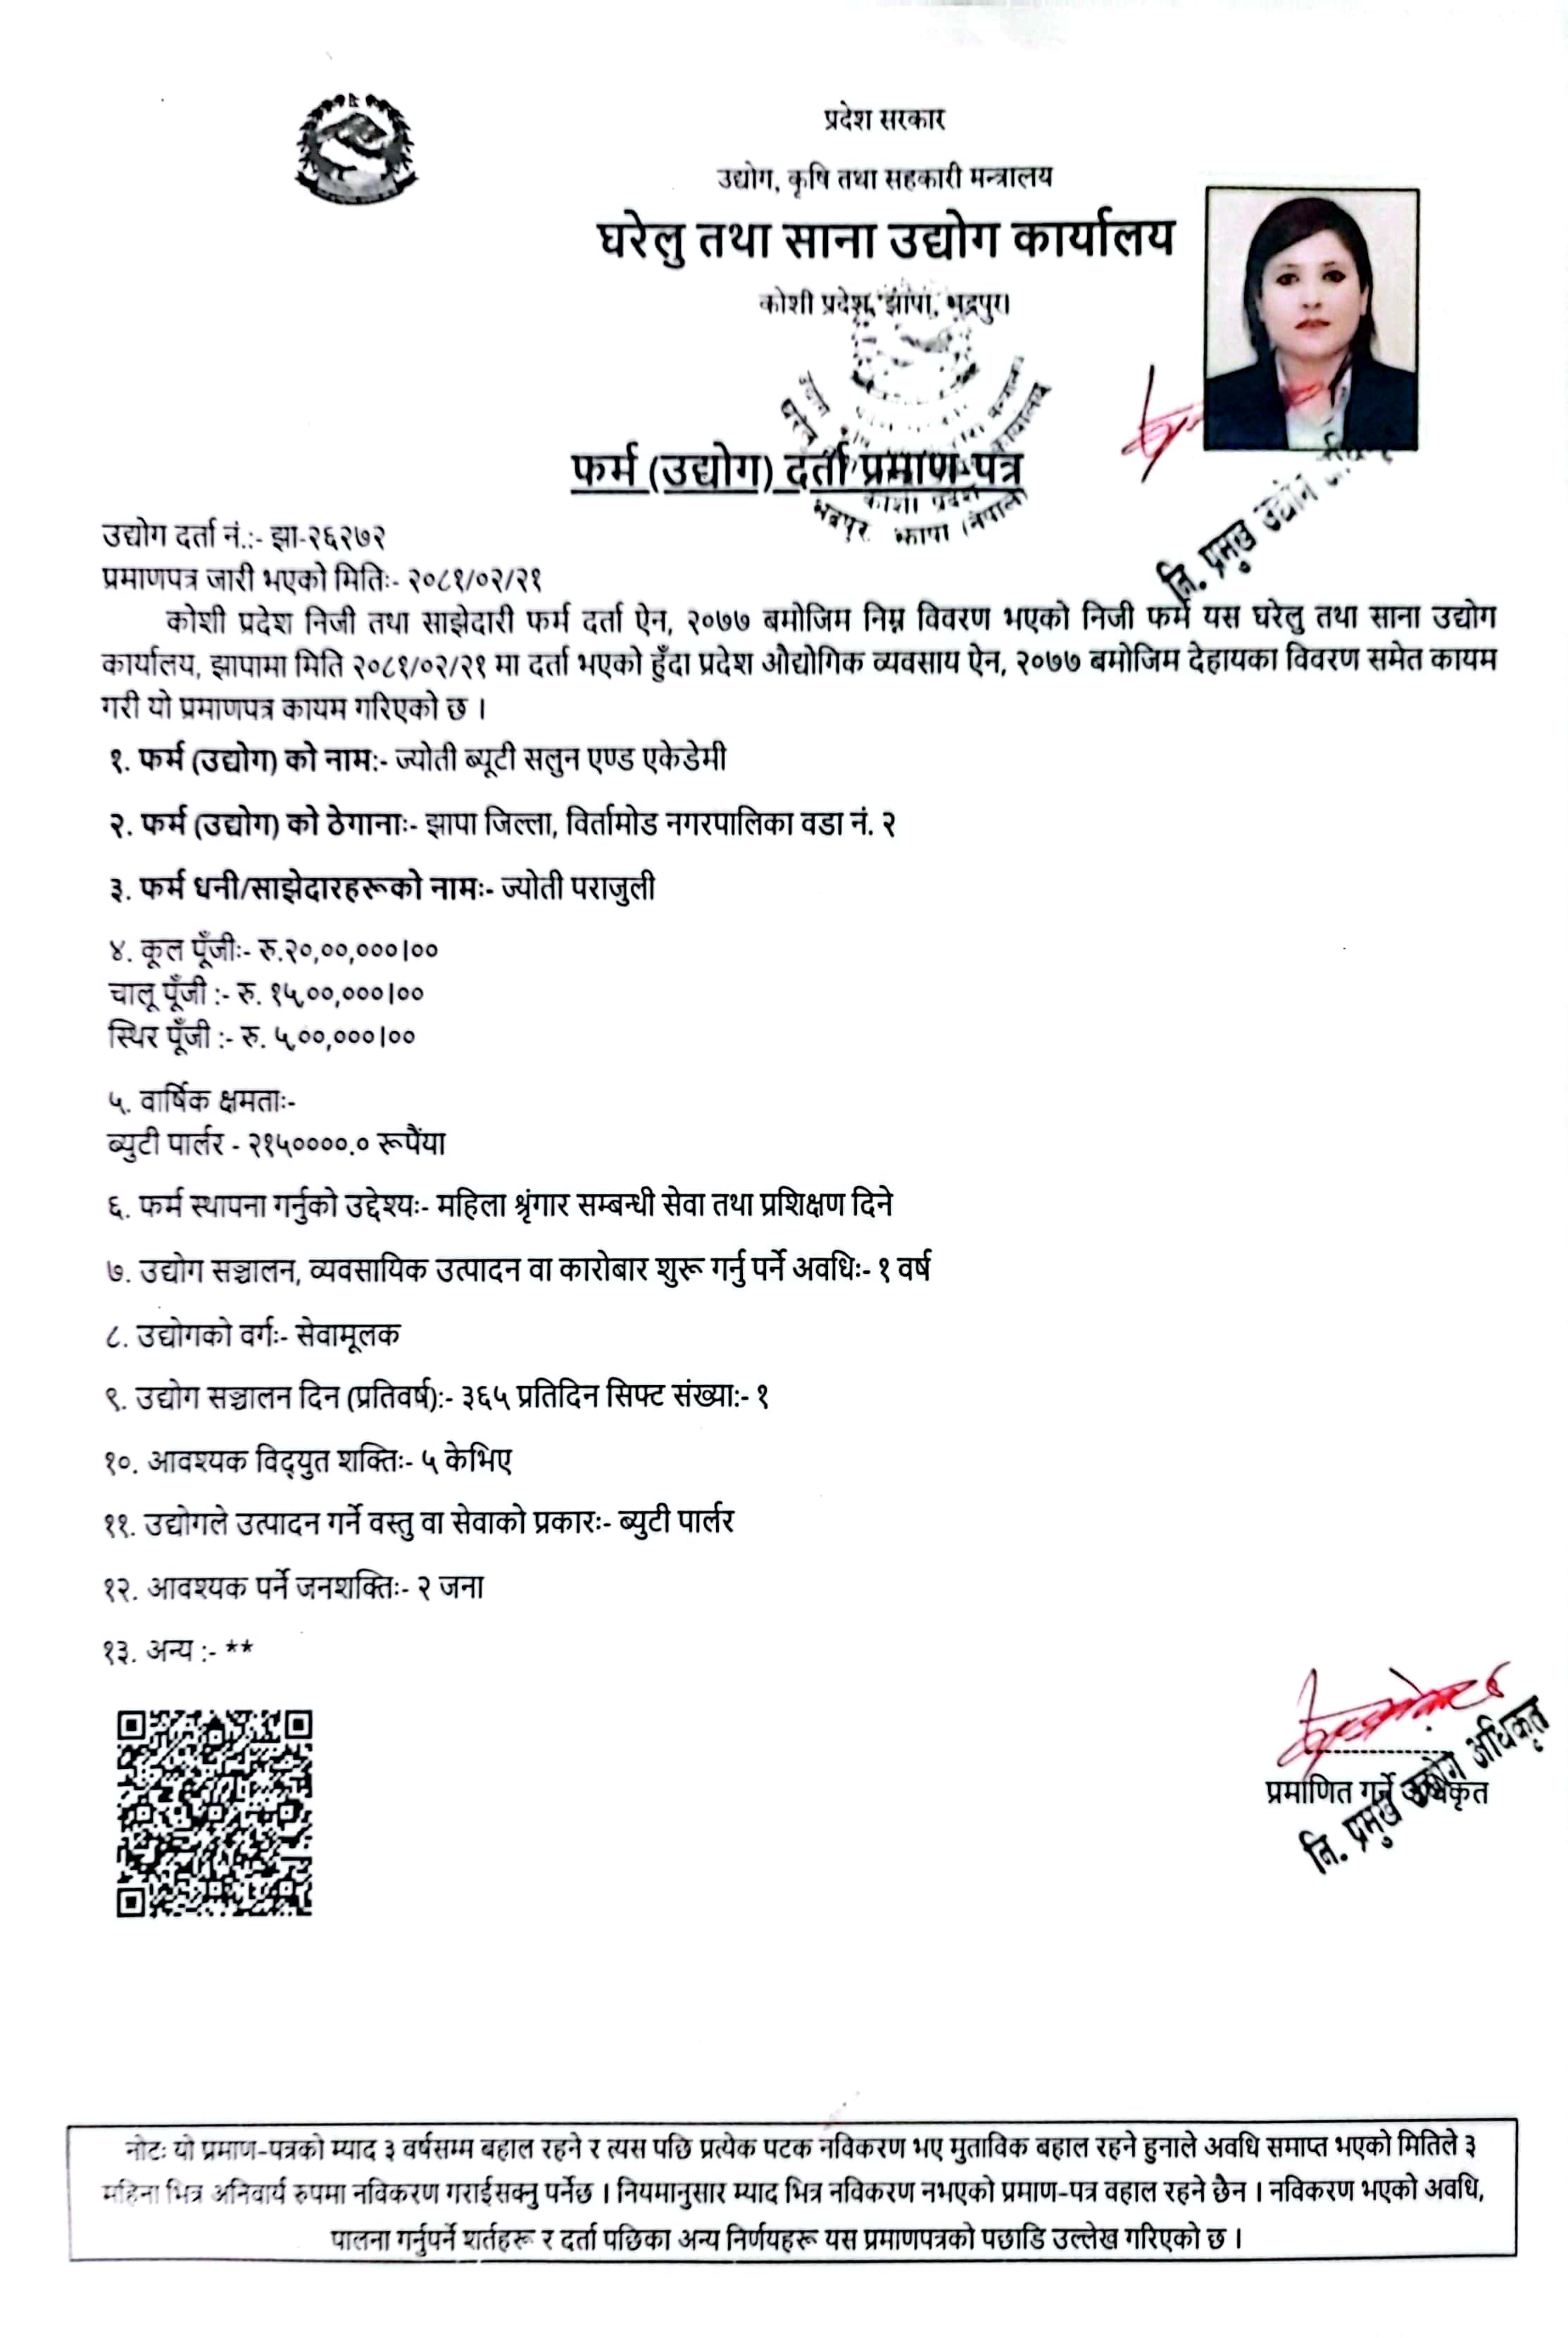 प्रदेश सरकार
उद्योग, कृषि तथा सहकारी मन्त्रालय
घरेलु तथा साना उद्योग कार्यालय
कोशी प्रदेश, झापा, भद्रपुर।
फर्म (उद्योग) दर्ता प्रमाण-पत्र
कोशी प्रदेश
भद्रपुर झापा (नेपाल)
नि. प्रमुख उद्योग
उद्योग दर्ता नं.:- झा-२६२७२
प्रमाणपत्र जारी भएको मितिः- २०८१/०२/२१
कोशी प्रदेश निजी तथा साझेदारी फर्म दर्ता ऐन, २०७७ बमोजिम निम्न विवरण भएको निजी फर्म यस घरेलु तथा साना उद्योग
कार्यालय, झापामा मिति २०८१/०२/२१ मा दर्ता भएको हुँदा प्रदेश औद्योगिक व्यवसाय ऐन, २०७७ बमोजिम देहायका विवरण समेत कायम
गरी यो प्रमाणपत्र कायम गरिएको छ ।
१. फर्म (उद्योग) को नामः- ज्योती ब्यूटी सलुन एण्ड एकेडेमी
२. फर्म (उद्योग) को ठेगानाः- झापा जिल्ला, विर्तामोड नगरपालिका वडा नं. २
३. फर्म धनी/साझेदारहरूको नामः- ज्योती पराजुली
४. कूल पूँजीः- रु.२०,००,०००।००
चालू पूँजी :- रु. १५,००,०००।००
स्थिर पूँजी :- रु. ५,००,०००।००
५. वार्षिक क्षमताः-
ब्युटी पार्लर - २१५००००.० रूपैंया
६. फर्म स्थापना गर्नुको उद्देश्यः- महिला श्रृंगार सम्बन्धी सेवा तथा प्रशिक्षण दिने
७. उद्योग सञ्चालन, व्यवसायिक उत्पादन वा कारोबार शुरू गर्नु पर्ने अवधिः- १ वर्ष
८. उद्योगको वर्गः- सेवामूलक
९. उद्योग सञ्चालन दिन (प्रतिवर्ष):- ३६५ प्रतिदिन सिफ्ट संख्या:- १
१०. आवश्यक विद्‌युत शक्तिः- ५ केभिए
११. उद्योगले उत्पादन गर्ने वस्तु वा सेवाको प्रकारः- ब्युटी पार्लर
१२. आवश्यक पर्ने जनशक्तिः- २ जना
१३. अन्य :- **
प्रमाणित गर्ने अधिकृत
नि. प्रमुख उद्योग अधिकृत
नोटः यो प्रमाण-पत्रको म्याद ३ वर्षसम्म बहाल रहने र त्यस पछि प्रत्येक पटक नविकरण भए मुताविक बहाल रहने हुनाले अवधि समाप्त भएको मितिले ३
महिना भित्र अनिवार्य रुपमा नविकरण गराईसक्नु पर्नेछ । नियमानुसार म्याद भित्र नविकरण नभएको प्रमाण-पत्र वहाल रहने छैन । नविकरण भएको अवधि,
पालना गर्नुपर्ने शर्तहरू र दर्ता पछिका अन्य निर्णयहरू यस प्रमाणपत्रको पछाडि उल्लेख गरिएको छ ।